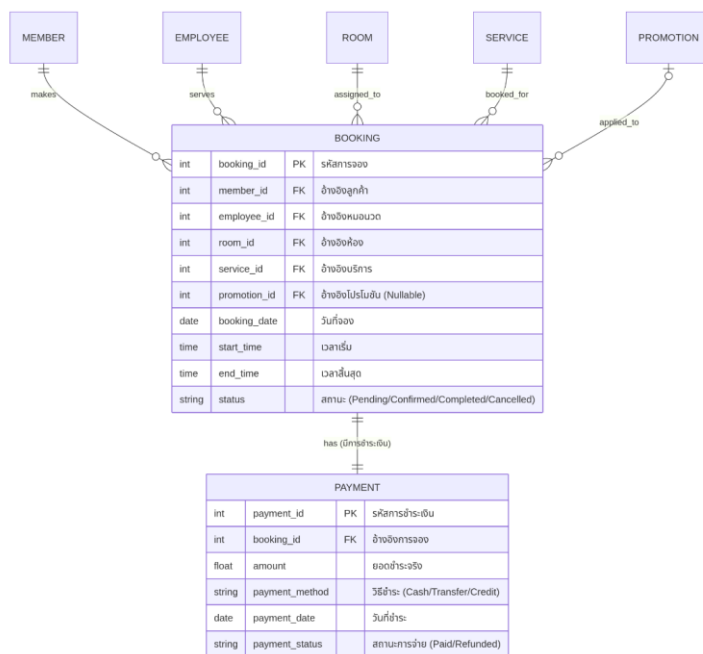 MEMBER EMPLOYEE ROOM SERVICE PROMOTION
makes serves assigned_to booked_for
applied_to
BOOKING
int booking_id PK รหัสการจอง
int member_id FK อ้างอิงลูกค้า
int employee_id FK อ้างอิงหมอนวด
int room_id FK อ้างอิงห้อง
int service_id FK อ้างอิงบริการ
int promotion_id FK อ้างอิงโปรโมชัน (Nullable)
date booking_date วันที่จอง
time start_time เวลาเริ่ม
time end_time เวลาสิ้นสุด
string status สถานะ (Pending/Confirmed/Completed/Cancelled)
has (มีการชำระเงิน)
PAYMENT
int payment_id PK รหัสการชำระเงิน
int booking_id FK อ้างอิงการจอง
float amount ยอดชำระจริง
string payment_method วิธีชำระ (Cash/Transfer/Credit)
date payment_date วันที่ชำระ
string payment_status สถานะการจ่าย (Paid/Refunded)